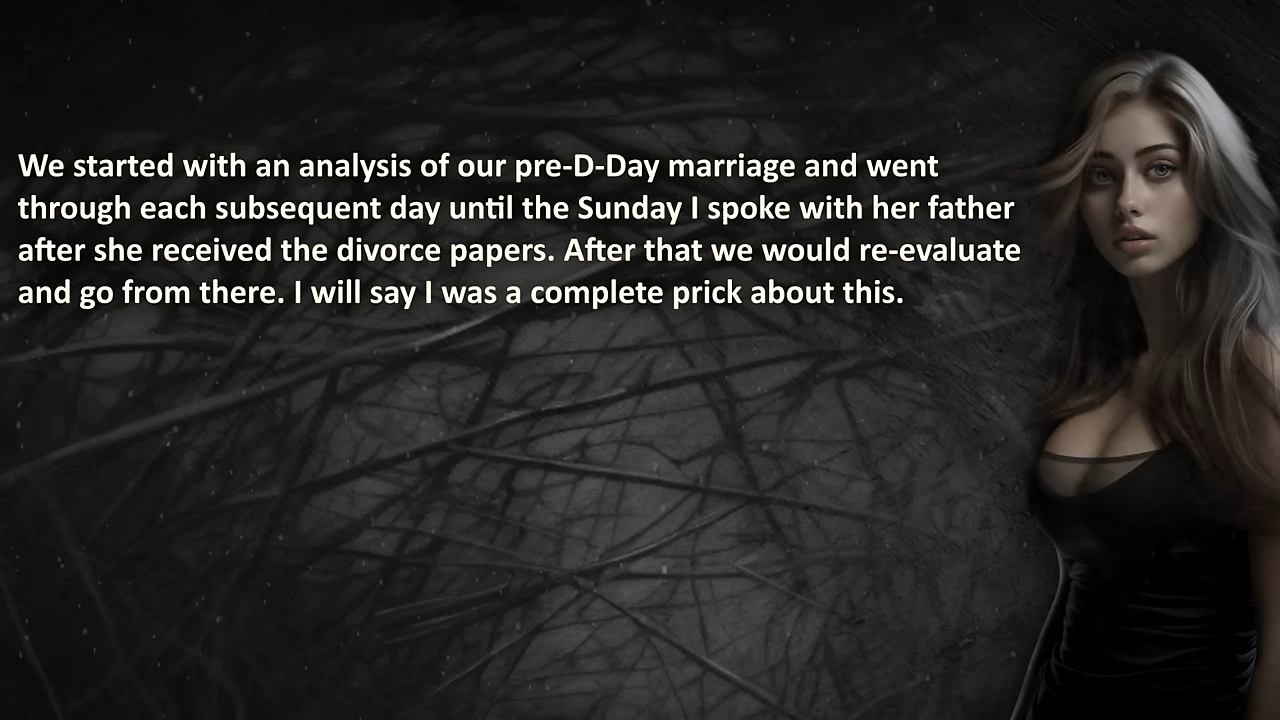 We started with an analysis of our pre-D-Day marriage and went
through each subsequent day until the Sunday I spoke with her father
after she received the divorce papers. After that we would re-evaluate
and go from there. I will say I was a complete prick about this.